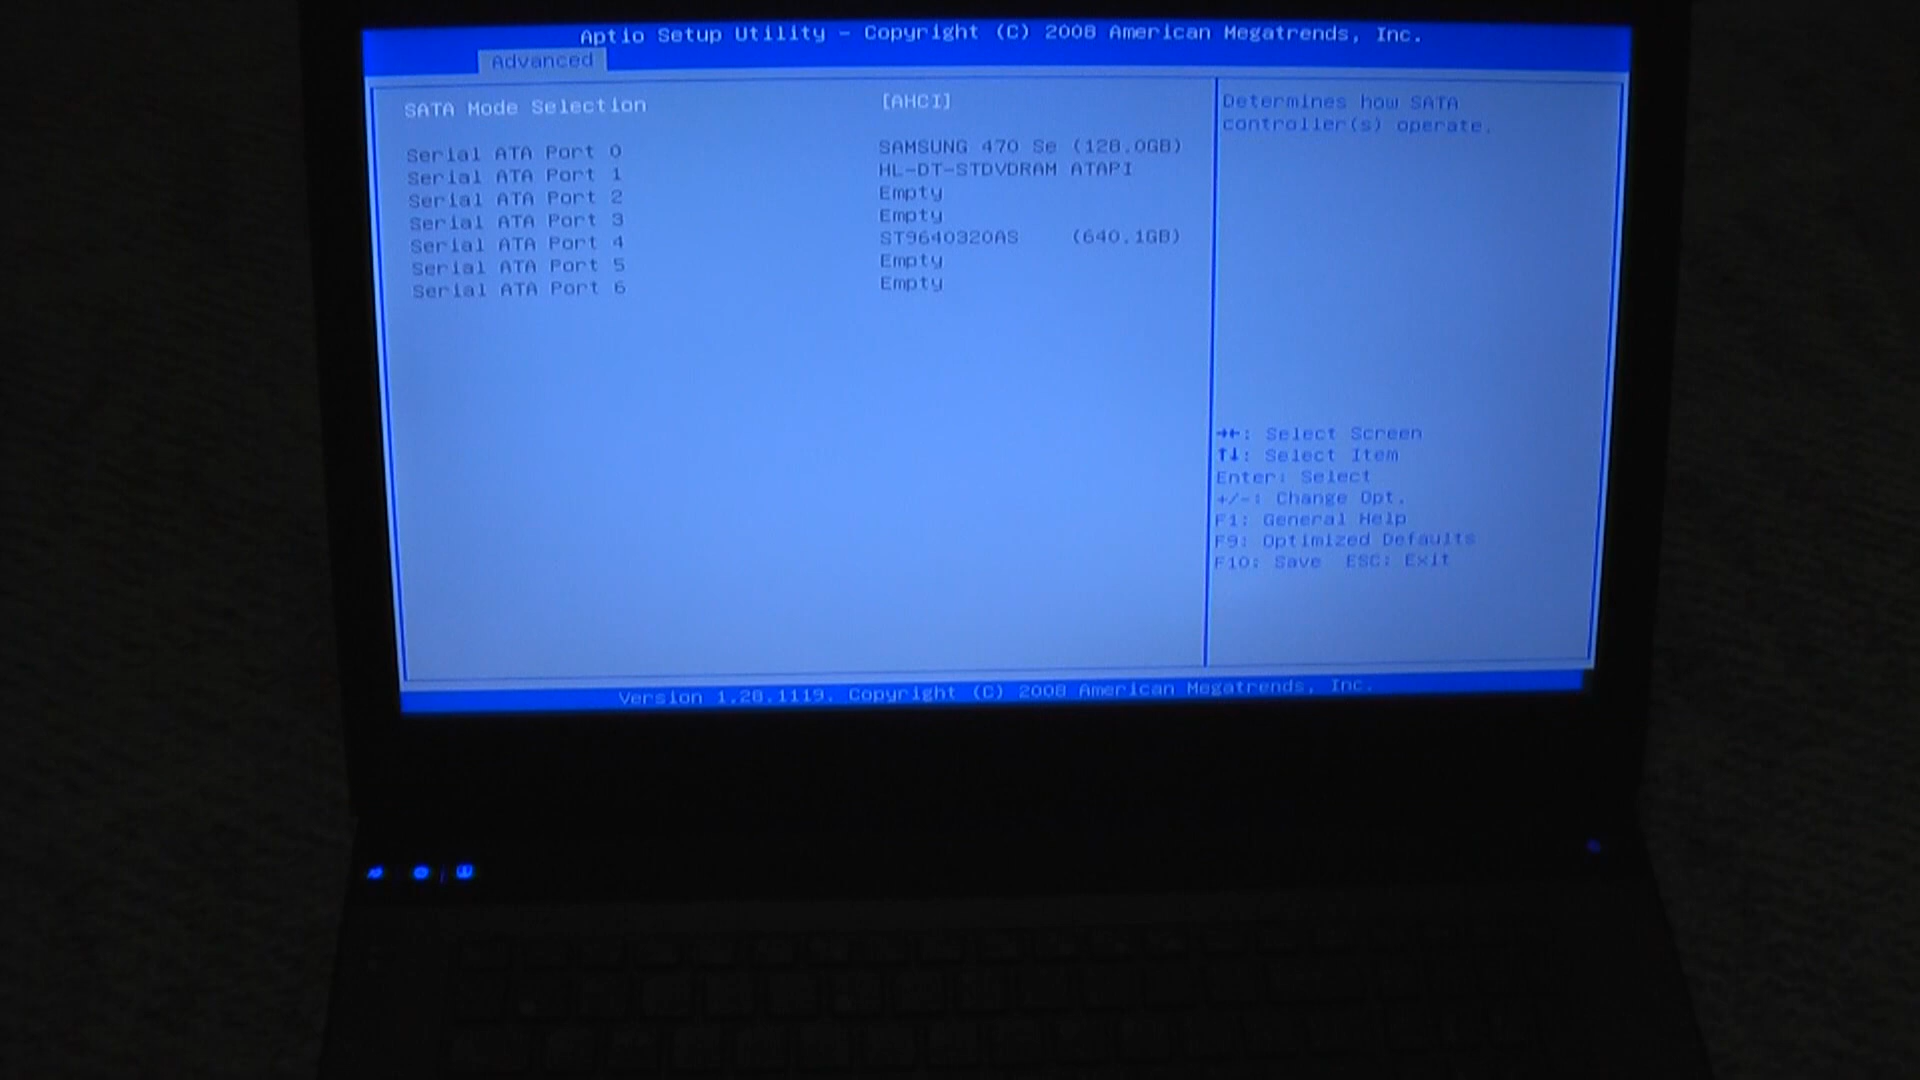 Aptio Setup Utility - Copyright (C) 2008 American Megatrends, Inc.
Advanced
SATA Mode Selection [AHCI]
Serial ATA Port 0 SAMSUNG 470 Se (128.0GB)
Serial ATA Port 1 HL-DT-STDVDRAM ATAPI
Serial ATA Port 2 Empty
Serial ATA Port 3 Empty
Serial ATA Port 4 ST9640320AS (640.1GB)
Serial ATA Port 5 Empty
Serial ATA Port 6 Empty
Determines how SATA
controller(s) operate.
→←: Select Screen
↑↓: Select Item
Enter: Select
+/-: Change Opt.
F1: General Help
F9: Optimized Defaults
F10: Save ESC: Exit
Version 1.28.1119. Copyright (C) 2008 American Megatrends, Inc.